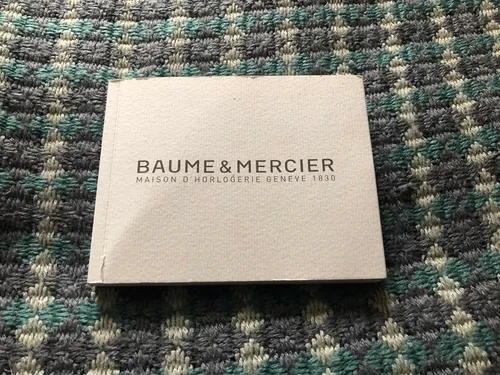 BAUME & MERCIER
MAISON D'HORLOGERIE GENEVE 1830